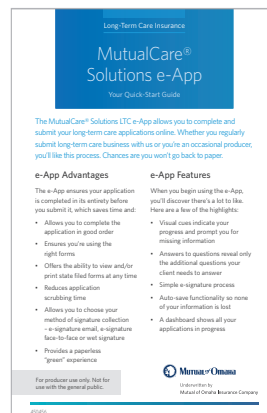 Long-Term Care Insurance
MutualCare®
Solutions e-App
Your Quick-Start Guide
The MutualCare® Solutions LTC e-App allows you to complete and
submit your long-term care applications online. Whether you regularly
submit long-term care business with us or you're an occasional producer,
you'll like this process. Chances are you won't go back to paper.
e-App Advantages
The e-App ensures your application
is completed in its entirety before
you submit it, which saves time and:
• Allows you to complete the
application in good order
• Ensures you're using the
right forms
• Offers the ability to view and/or
print state filed forms at any time
• Reduces application
scrubbing time
• Allows you to choose your
method of signature collection
– e-signature email, e-signature
face-to-face or wet signature
• Provides a paperless
"green" experience
e-App Features
When you begin using the e-App,
you'll discover there's a lot to like.
Here are a few of the highlights:
• Visual cues indicate your
progress and prompt you for
missing information
• Answers to questions reveal only
the additional questions your
client needs to answer
• Simple e-signature process
• Auto-save functionality so none
of your information is lost
• A dashboard shows all your
applications in progress
For producer use only. Not for
use with the general public.
Mutual of Omaha
Underwritten by
Mutual of Omaha Insurance Company